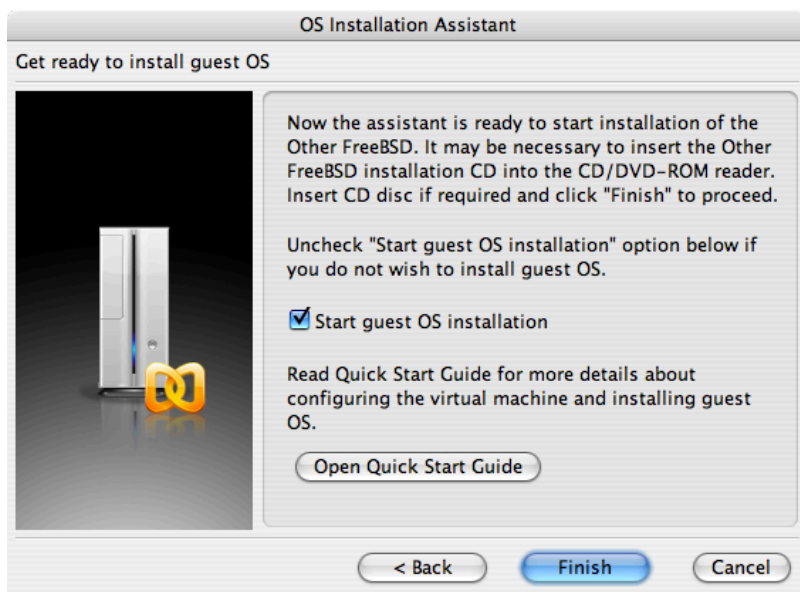 OS Installation Assistant
Get ready to install guest OS
Now the assistant is ready to start installation of the
Other FreeBSD. It may be necessary to insert the Other
FreeBSD installation CD into the CD/DVD-ROM reader.
Insert CD disc if required and click "Finish" to proceed.
Uncheck "Start guest OS installation" option below if
you do not wish to install guest OS.
Start guest OS installation
Read Quick Start Guide for more details about
configuring the virtual machine and installing guest
OS.
Open Quick Start Guide
< Back
Finish
Cancel